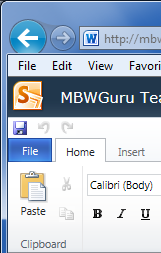 http://mbw
File Edit View Favori
MBWGuru Tea
File Home Insert
Paste
Calibri (Body)
B I U
Clipboard